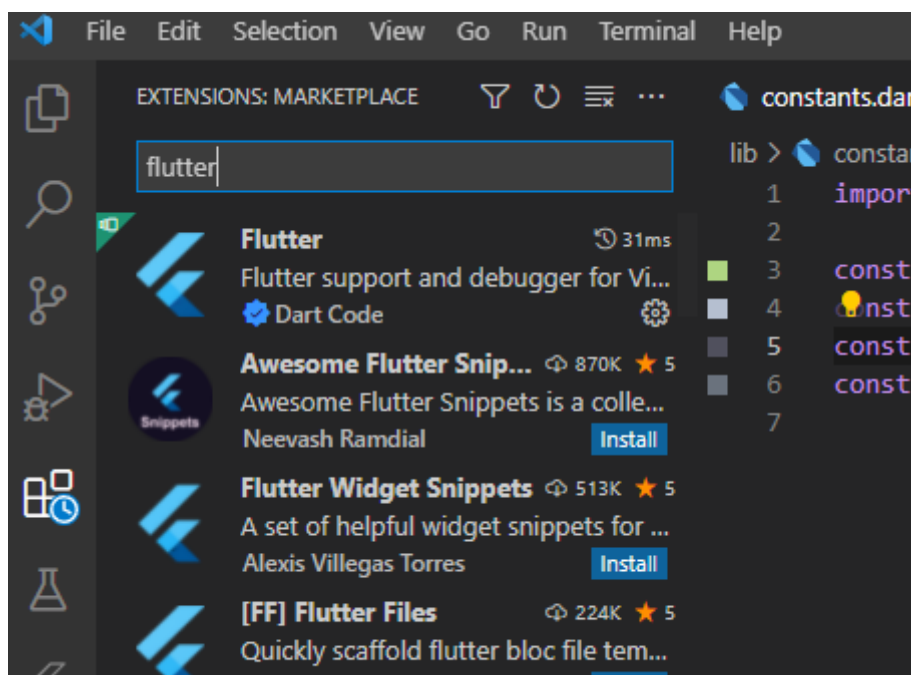 File Edit Selection View Go Run Terminal Help
EXTENSIONS: MARKETPLACE
flutter
Flutter 31ms
Flutter support and debugger for Vi...
Dart Code
Awesome Flutter Snip... 870K 5
Awesome Flutter Snippets is a colle...
Neevash Ramdial Install
Snippets
Flutter Widget Snippets 513K 5
A set of helpful widget snippets for ...
Alexis Villegas Torres Install
[FF] Flutter Files 224K 5
Quickly scaffold flutter bloc file tem...
constants.dar
lib > constan
1 impor
2
3 const
4 onst
5 const
6 const
7